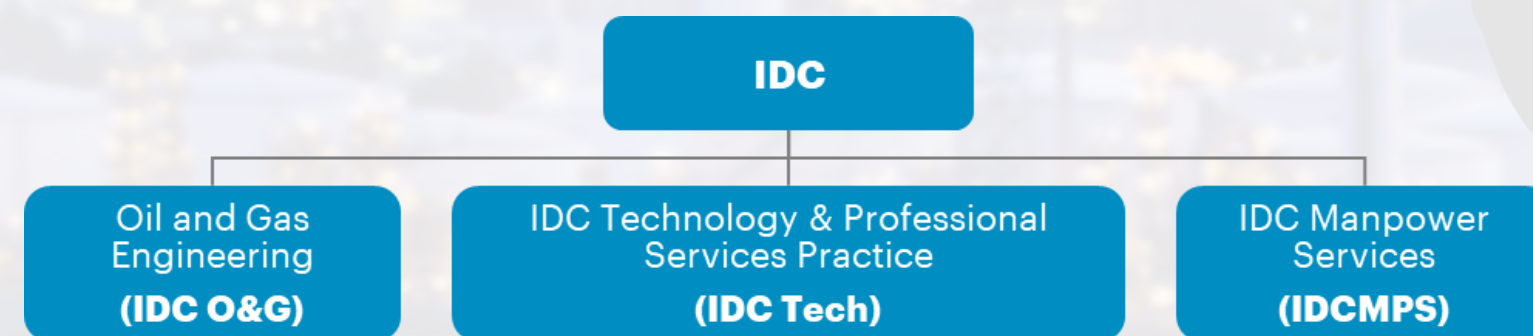 IDC
Oil and Gas
Engineering
(IDC O&G)
IDC Technology & Professional
Services Practice
(IDC Tech)
IDC Manpower
Services
(IDCMPS)